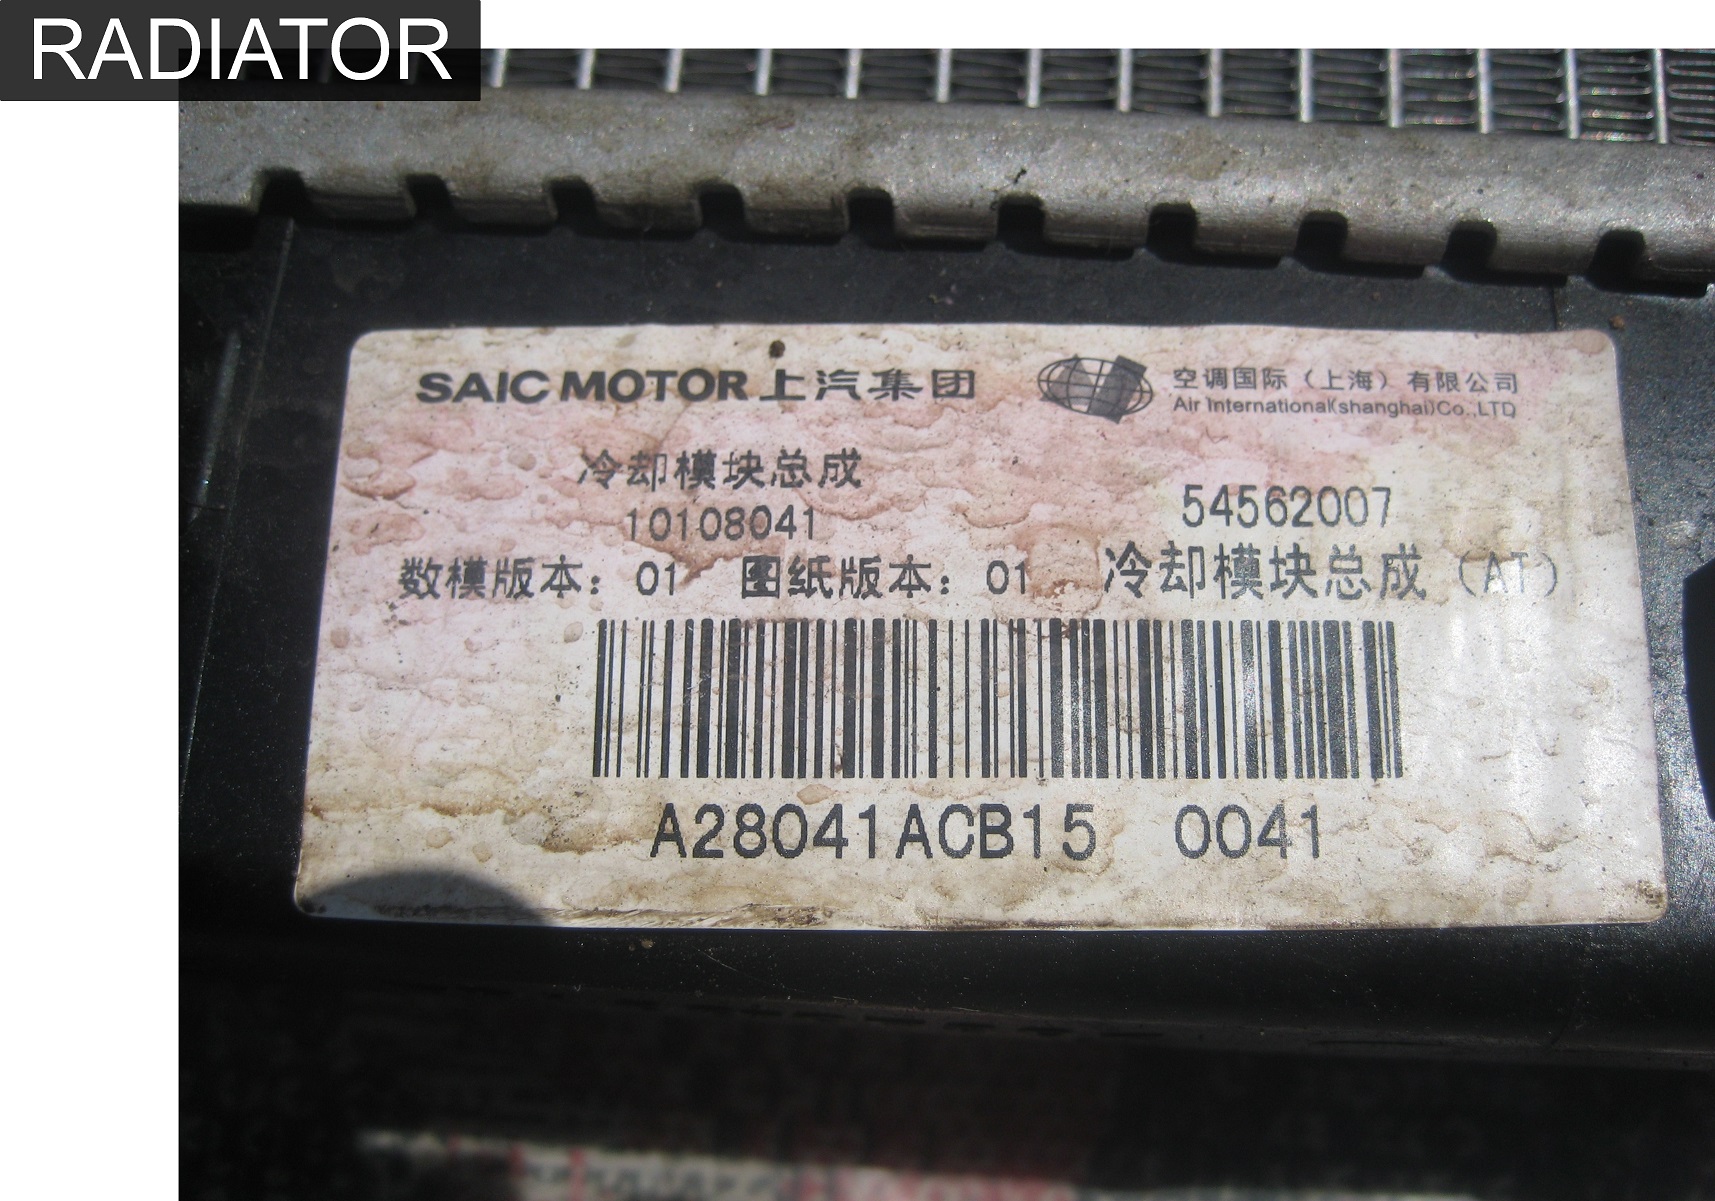 RADIATOR
SAIC MOTOR 上汽集团
空调国际（上海）有限公司
Air International(shanghai)Co.,LTD
冷却模块总成
10108041
54562007
数模版本：01 图纸版本：01
冷却模块总成（AT）
A28041ACB15 0041